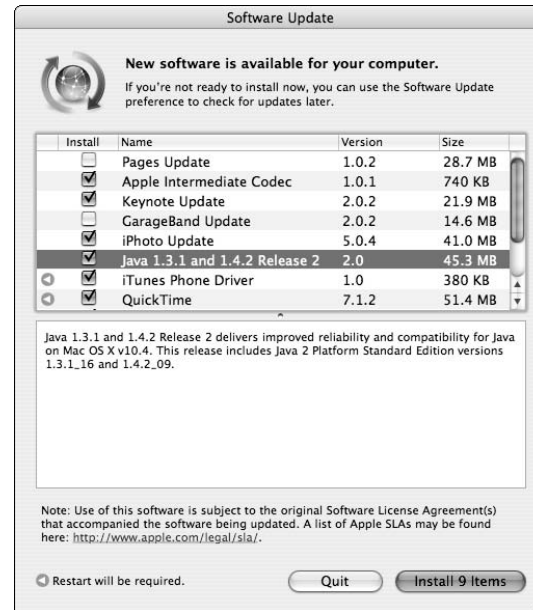 Software Update
New software is available for your computer.
If you're not ready to install now, you can use the Software Update
preference to check for updates later.
Install Name Version Size
Pages Update 1.0.2 28.7 MB
Apple Intermediate Codec 1.0.1 740 KB
Keynote Update 2.0.2 21.9 MB
GarageBand Update 2.0.2 14.6 MB
iPhoto Update 5.0.4 41.0 MB
Java 1.3.1 and 1.4.2 Release 2 2.0 45.3 MB
iTunes Phone Driver 1.0 380 KB
QuickTime 7.1.2 51.4 MB
Java 1.3.1 and 1.4.2 Release 2 delivers improved reliability and compatibility for Java
on Mac OS X v10.4. This release includes Java 2 Platform Standard Edition versions
1.3.1_16 and 1.4.2_09.
Note: Use of this software is subject to the original Software License Agreement(s)
that accompanied the software being updated. A list of Apple SLAs may be found
here: http://www.apple.com/legal/sla/.
Restart will be required. Quit Install 9 Items